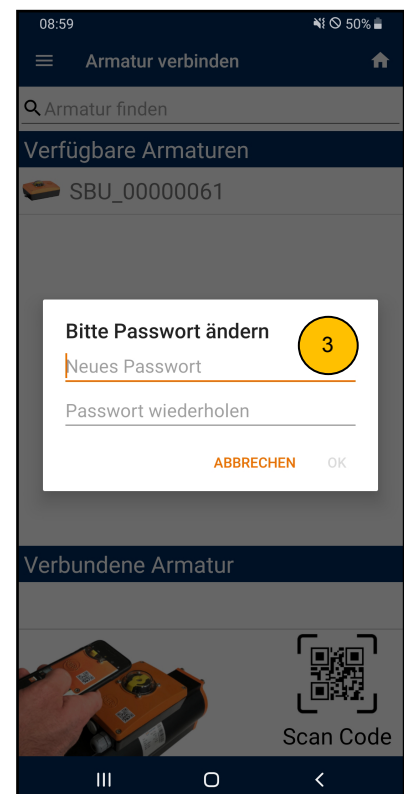 08:59 50%
Armatur verbinden
Armatur finden
Verfügbare Armaturen
SBU_00000061
Bitte Passwort ändern
3
Neues Passwort
Passwort wiederholen
ABBRECHEN OK
Verbundene Armatur
Scan Code